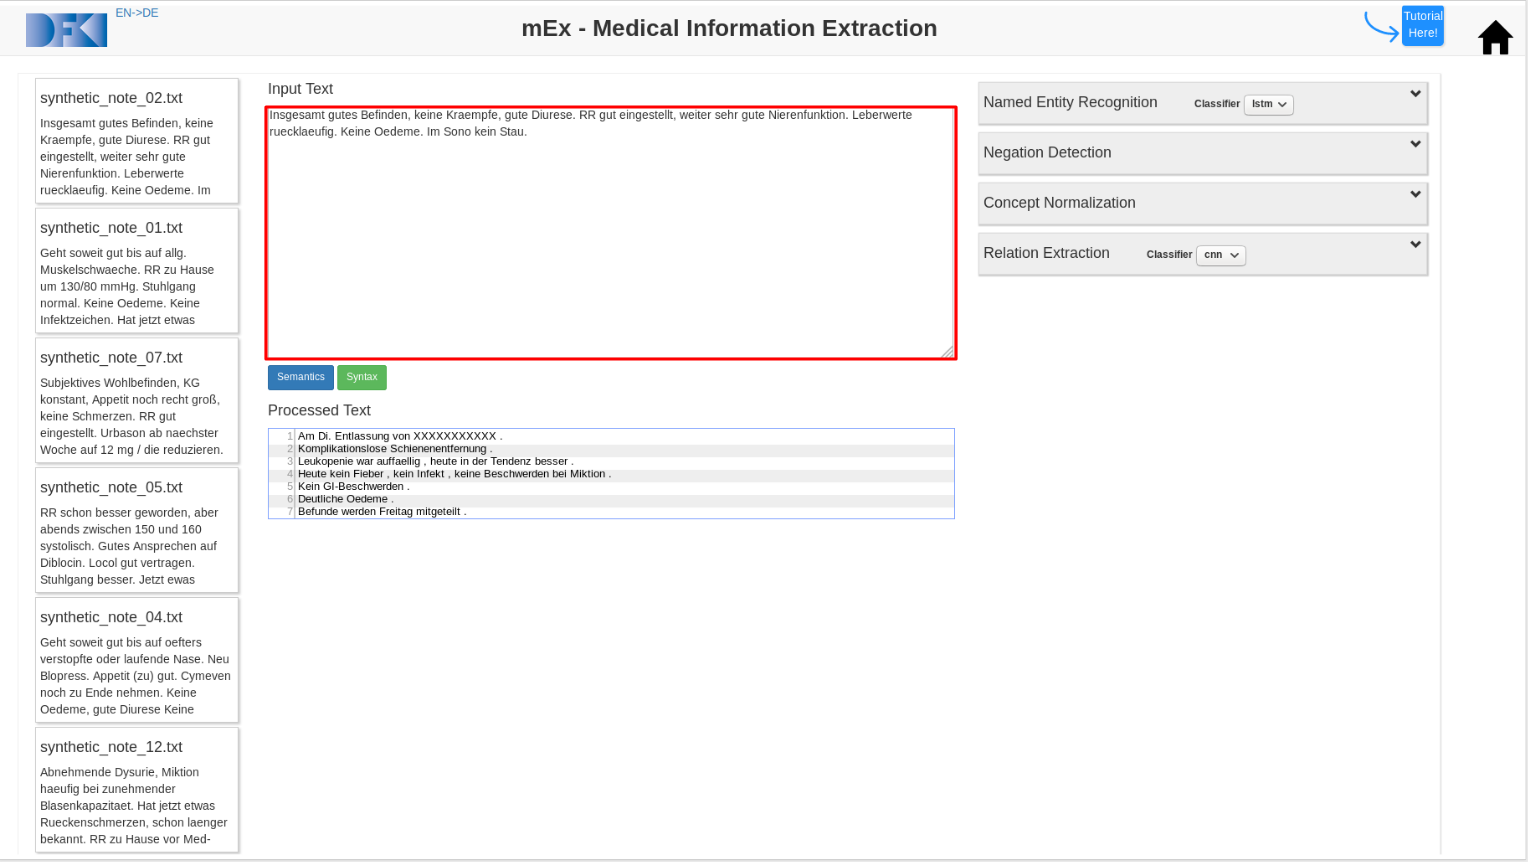 DFK
EN->DE
mEx - Medical Information Extraction
Tutorial
Here!
synthetic_note_02.txt
Insgesamt gutes Befinden, keine
Kraempfe, gute Diurese. RR gut
eingestellt, weiter sehr gute
Nierenfunktion. Leberwerte
ruecklaeufig. Keine Oedeme. Im
synthetic_note_01.txt
Geht soweit gut bis auf allg.
Muskelschwaeche. RR zu Hause
um 130/80 mmHg. Stuhlgang
normal. Keine Oedeme. Keine
Infektzeichen. Hat jetzt etwas
synthetic_note_07.txt
Subjektives Wohlbefinden, KG
konstant, Appetit noch recht groß,
keine Schmerzen. RR gut
eingestellt. Urbason ab naechster
Woche auf 12 mg / die reduzieren.
synthetic_note_05.txt
RR schon besser geworden, aber
abends zwischen 150 und 160
systolisch. Gutes Ansprechen auf
Diblocin. Locol gut vertragen.
Stuhlgang besser. Jetzt etwas
synthetic_note_04.txt
Geht soweit gut bis auf oefters
verstopfte oder laufende Nase. Neu
Blopress. Appetit (zu) gut. Cymeven
noch zu Ende nehmen. Keine
Oedeme, gute Diurese Keine
synthetic_note_12.txt
Abnehmende Dysurie, Miktion
haeufig bei zunehmender
Blasenkapazitaet. Hat jetzt etwas
Rueckenschmerzen, schon laenger
bekannt. RR zu Hause vor Med-
Input Text
Insgesamt gutes Befinden, keine Kraempfe, gute Diurese. RR gut eingestellt, weiter sehr gute Nierenfunktion. Leberwerte
ruecklaeufig. Keine Oedeme. Im Sono kein Stau.
Semantics Syntax
Processed Text
1 Am Di. Entlassung von XXXXXXXXXXX .
2 Komplikationslose Schienenentfernung .
3 Leukopenie war auffaellig , heute in der Tendenz besser .
4 Heute kein Fieber , kein Infekt , keine Beschwerden bei Miktion .
5 Kein GI-Beschwerden .
6 Deutliche Oedeme .
7 Befunde werden Freitag mitgeteilt .
Named Entity Recognition Classifier lstm
Negation Detection
Concept Normalization
Relation Extraction Classifier cnn